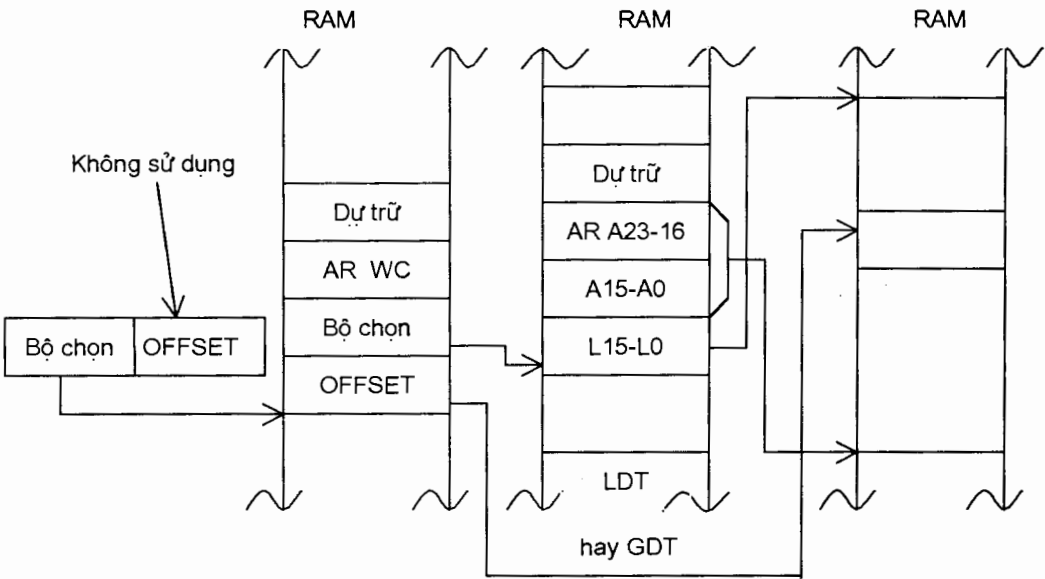 RAM
RAM
RAM
Không sử dụng
Dự trữ
AR WC
Bộ chọn
OFFSET
Bộ chọn
OFFSET
Dự trữ
AR A23-16
A15-A0
L15-L0
LDT
hay GDT